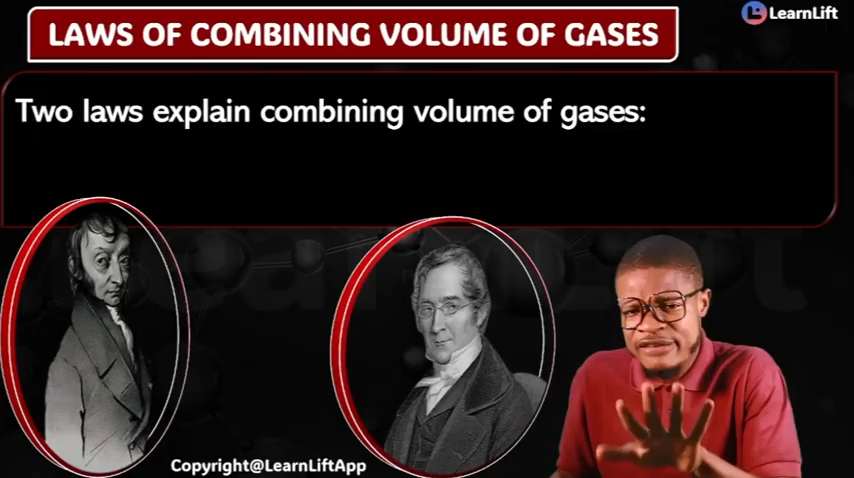 LearnLift
LAWS OF COMBINING VOLUME OF GASES
Two laws explain combining volume of gases:
Copyright@LearnLiftApp